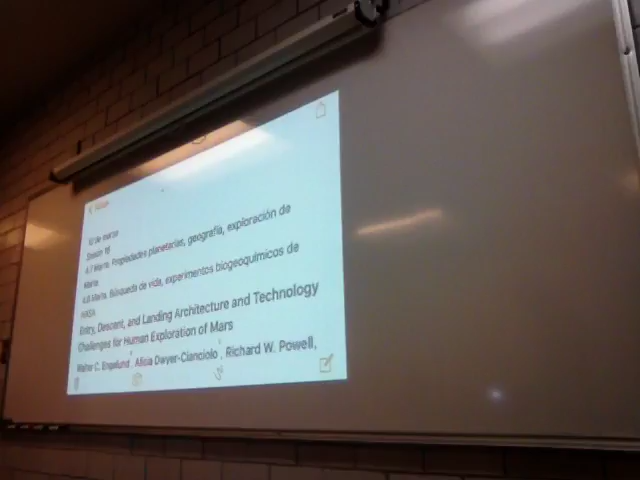 12 de marzo
Sesión 16
4.7 Marte. Propiedades planetarias, geografía, exploración de
Marte
4.8 Marte. Búsqueda de vida, experimentos biogeoquímicos de
NASA
Entry, Descent, and Landing Architecture and Technology
Challenges for Human Exploration of Mars
Walter C. Engelund, Alicia Dwyer-Cianciolo, Richard W. Powell,